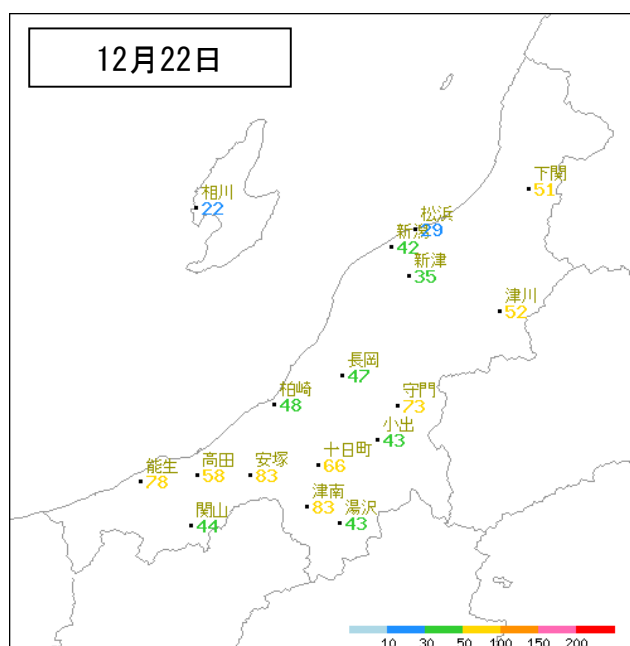 12月22日
下関
51
相川
22
松浜
29
新潟
42
新津
35
津川
52
長岡
47
柏崎
48
守門
73
小出
43
十日町
66
安塚
83
高田
58
能生
78
津南
83
湯沢
43
関山
44
10 30 50 100 150 200